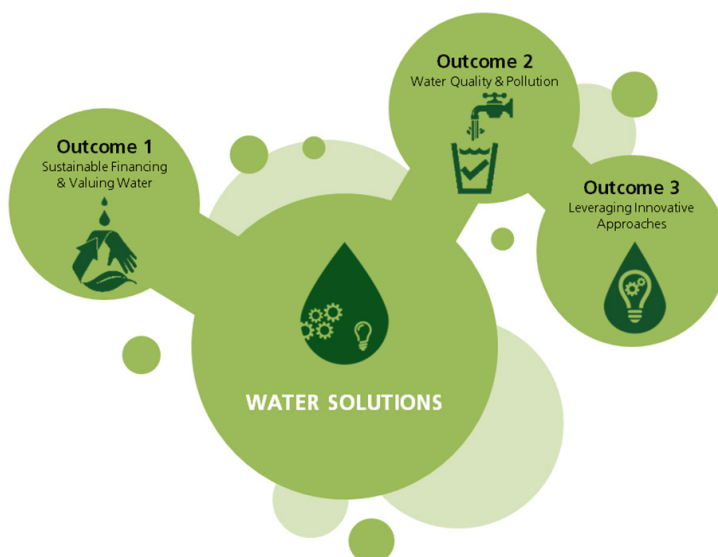 Outcome 1
Sustainable Financing
& Valuing Water
Outcome 2
Water Quality & Pollution
Outcome 3
Leveraging Innovative
Approaches
WATER SOLUTIONS